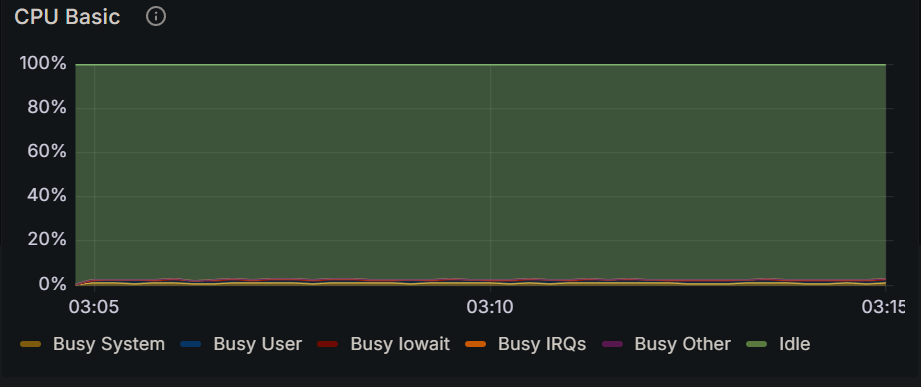 CPU Basic
100%
80%
60%
40%
20%
0%
03:05 03:10 03:15
Busy System Busy User Busy Iowait Busy IRQs Busy Other Idle